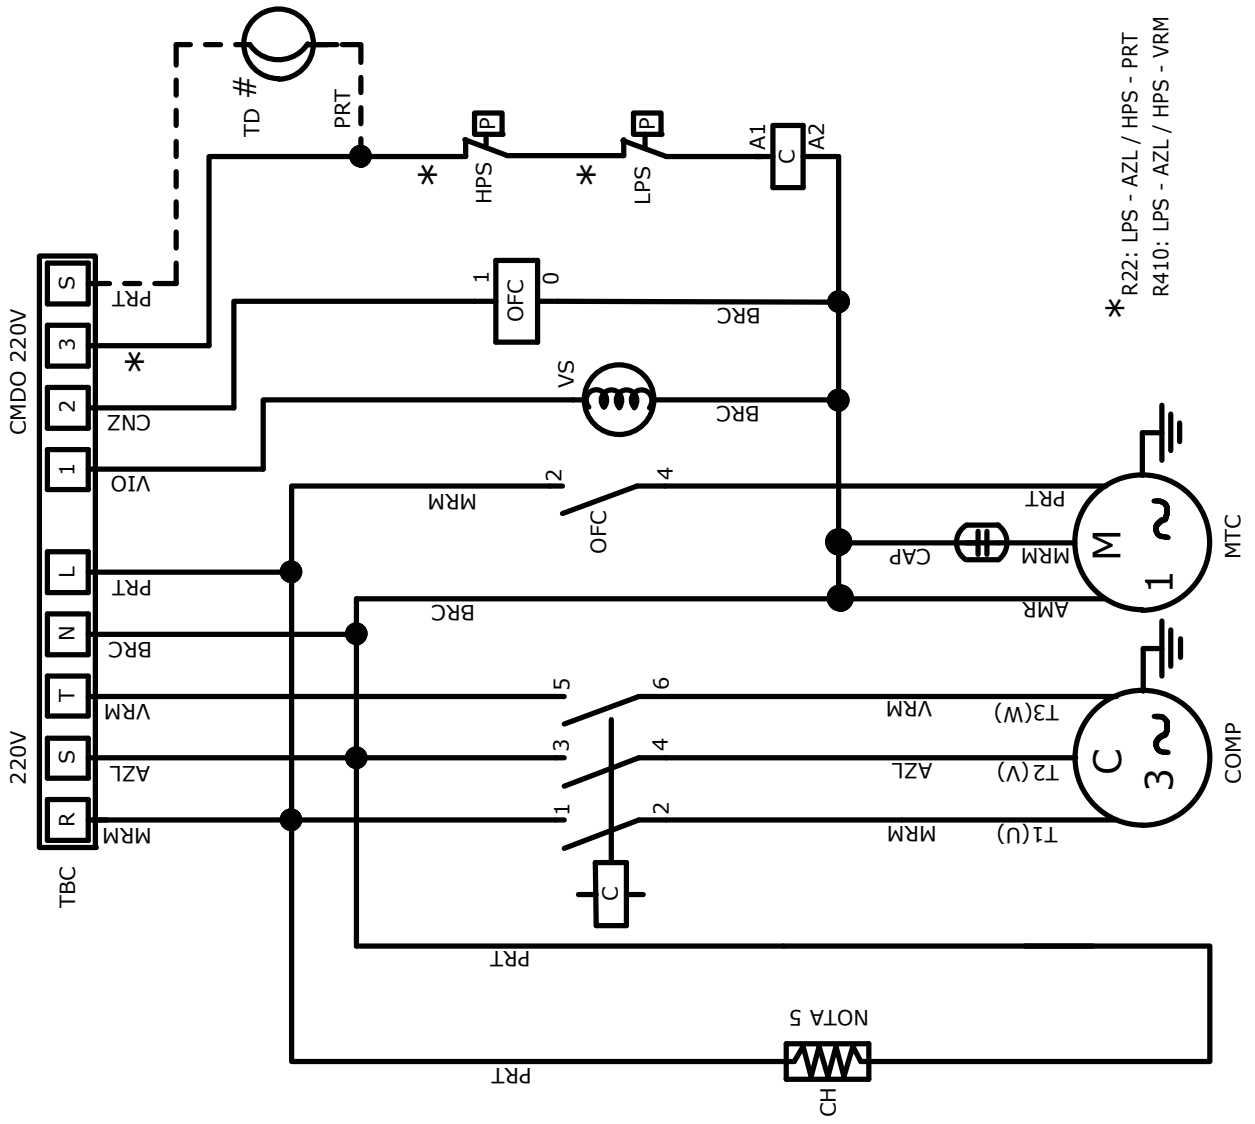 220V
CMDO 220V
TBC
R
S
T
N
L
1
2
3
S
MRM
AZL
VRM
BRC
PRT
VIO
CNZ
*
PRT
TD #
PRT
*
HPS
P
*
LPS
P
A1
C
A2
1
OFC
0
BRC
VS
BRC
MRM
2
OFC
4
PRT
CAP
MRM
BRC
AMR
M
1 ~
MTC
5
6
VRM
T3(W)
3
4
AZL
T2(V)
1
2
MRM
T1(U)
C
C
3 ~
COMP
PRT
PRT
NOTA 5
CH
* R22: LPS - AZL / HPS - PRT
R410: LPS - AZL / HPS - VRM